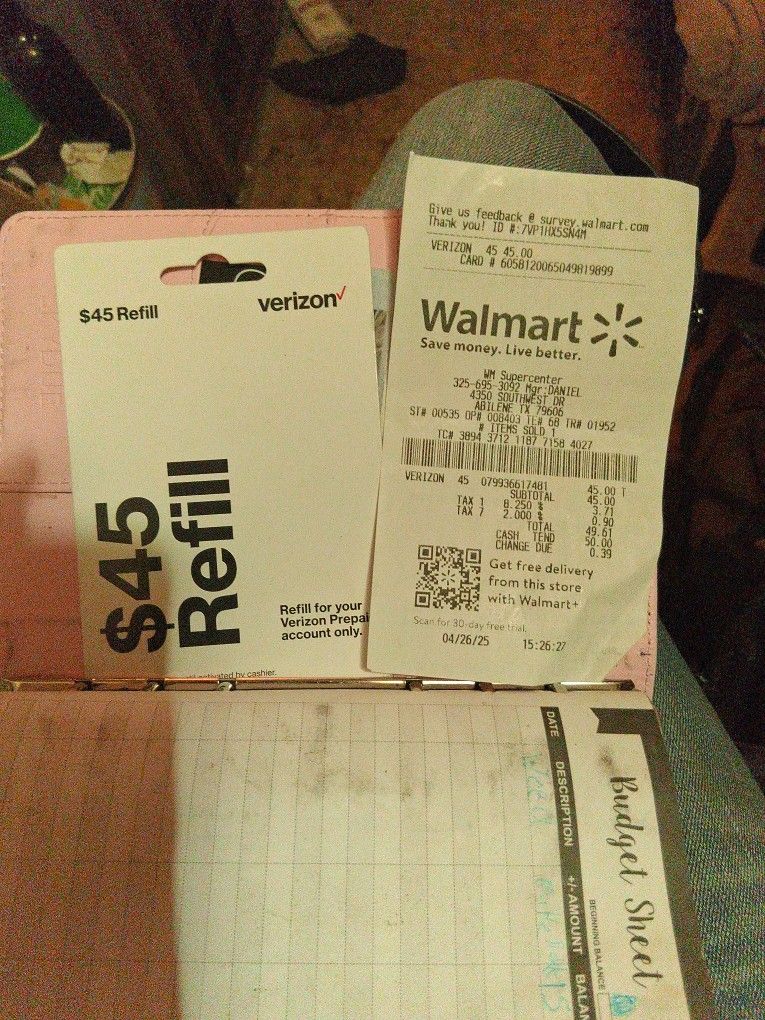 $45 Refill
verizon
$45
Refill
Refill for your
Verizon Prepai
account only.
activated by cashier.
Give us feedback @ survey.walmart.com
Thank you! ID #:7VP1HX5SN4M
VERIZON 45 45.00
CARD # 6058120065049819899
Walmart
Save money. Live better.
WM Supercenter
325-695-3092 Mgr:DANIEL
4350 SOUTHWEST DR
ABILENE TX 79606
ST# 00535 OP# 008403 TE# 68 TR# 01952
# ITEMS SOLD 1
TC# 3894 3712 1187 7158 4027
VERIZON 45 079936617481 45.00 T
SUBTOTAL 45.00
TAX 1 8.250 % 3.71
TAX 7 2.000 % 0.90
TOTAL 49.61
CASH TEND 50.00
CHANGE DUE 0.39
Get free delivery
from this store
with Walmart+
Scan for 30-day free trial.
04/26/25 15:26:27
Budget Sheet
BEGINNING BALANCE
DATE DESCRIPTION +/- AMOUNT BALAN